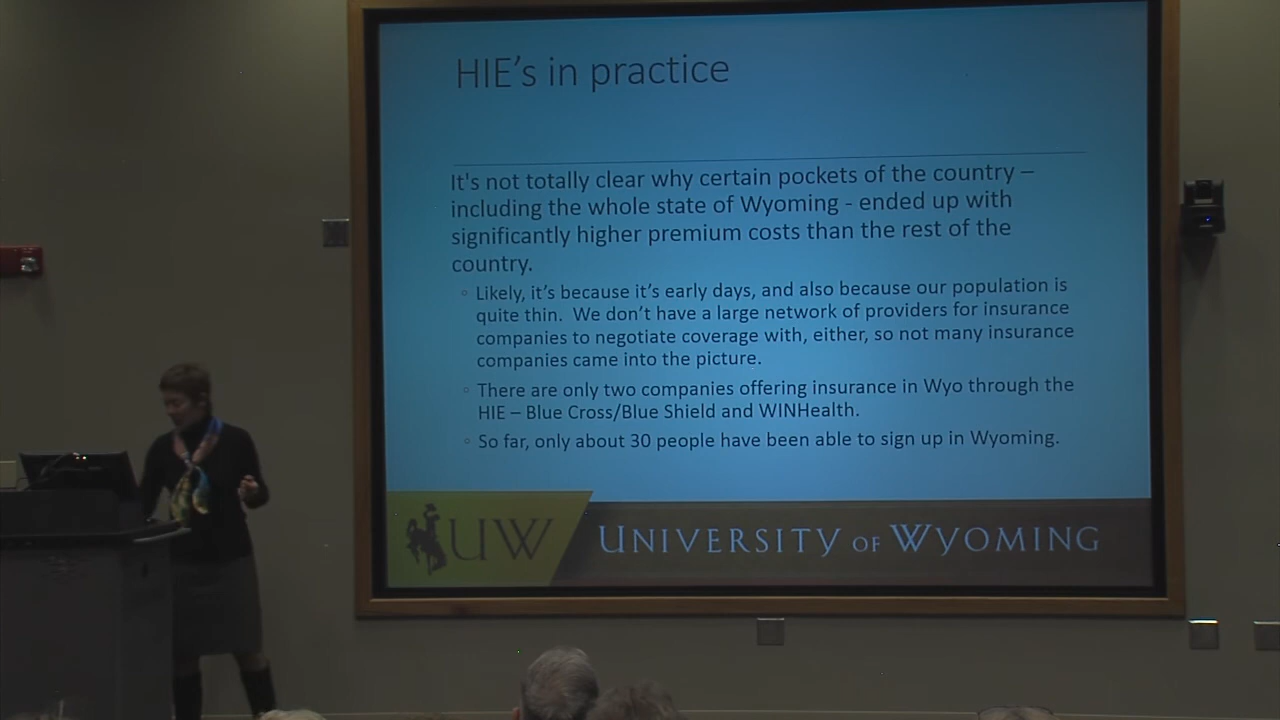 HIE's in practice
It's not totally clear why certain pockets of the country –
including the whole state of Wyoming - ended up with
significantly higher premium costs than the rest of the
country.
◦ Likely, it's because it's early days, and also because our population is
quite thin. We don't have a large network of providers for insurance
companies to negotiate coverage with, either, so not many insurance
companies came into the picture.
◦ There are only two companies offering insurance in Wyo through the
HIE – Blue Cross/Blue Shield and WINHealth.
◦ So far, only about 30 people have been able to sign up in Wyoming.
UW UNIVERSITY OF WYOMING